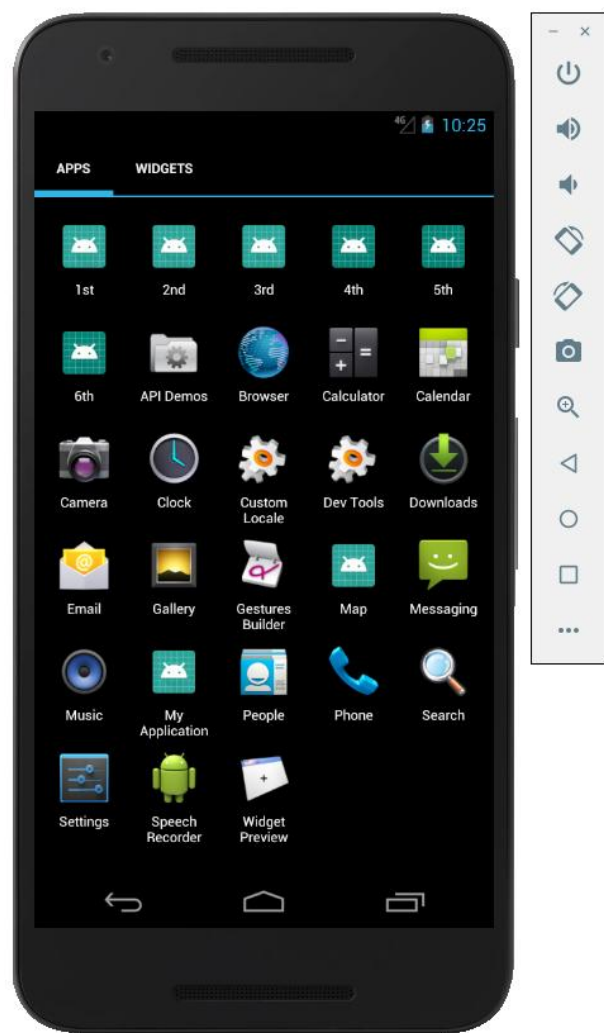 4G 10:25
APPS WIDGETS
1st 2nd 3rd 4th 5th
6th API Demos Browser Calculator Calendar
Camera Clock Custom Dev Tools Downloads
Locale
Email Gallery Gestures Map Messaging
Builder
Music My People Phone Search
Application
Settings Speech Widget
Recorder Preview